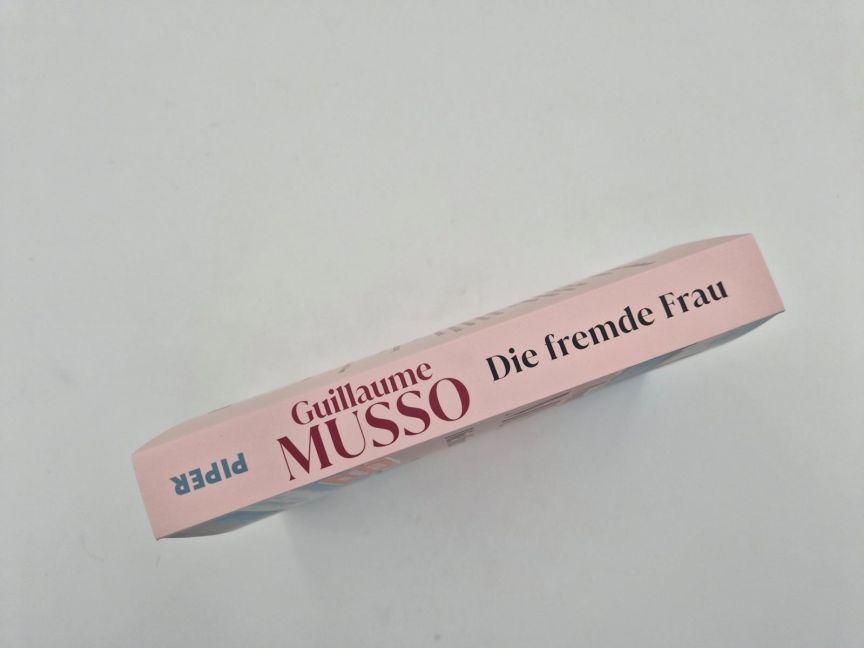 Guillaume
MUSSO
Die fremde Frau
PIPER